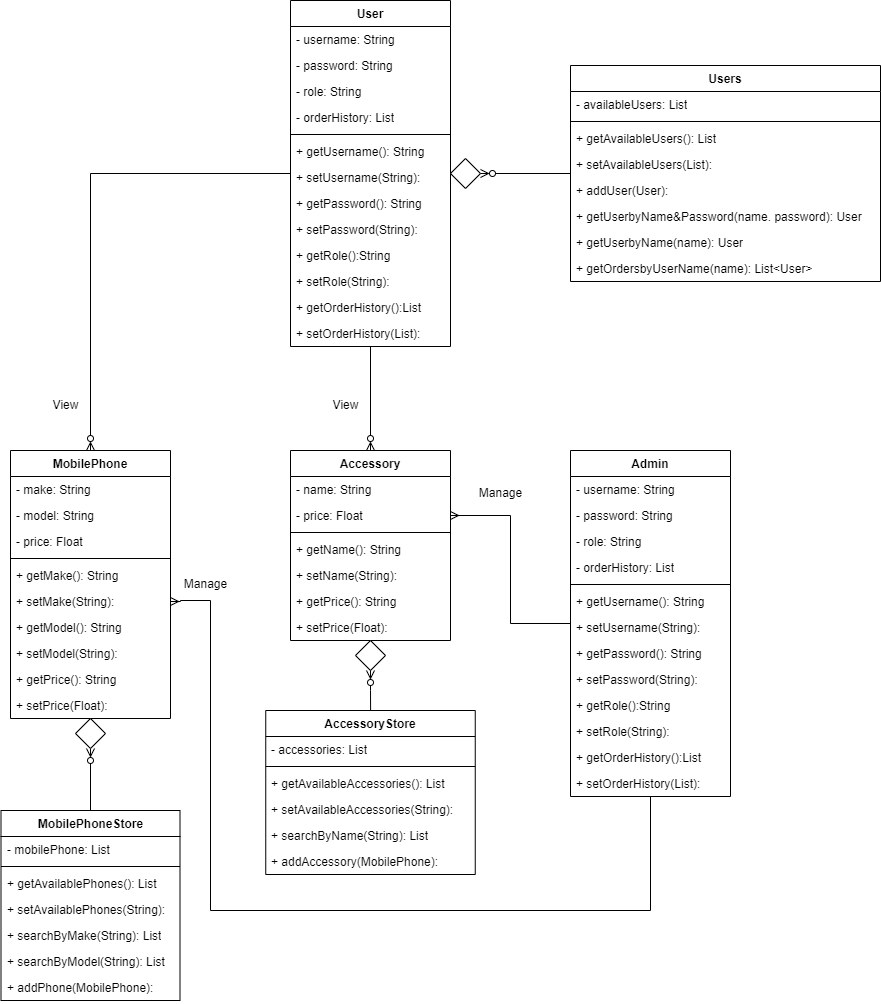 User
- username: String
- password: String
- role: String
- orderHistory: List
+ getUsername(): String
+ setUsername(String):
+ getPassword(): String
+ setPassword(String):
+ getRole():String
+ setRole(String):
+ getOrderHistory():List
+ setOrderHistory(List):
Users
- availableUsers: List
+ getAvailableUsers(): List
+ setAvailableUsers(List):
+ addUser(User):
+ getUserbyName&Password(name. password): User
+ getUserbyName(name): User
+ getOrdersbyUserName(name): List<User>
View
View
MobilePhone
- make: String
- model: String
- price: Float
+ getMake(): String
+ setMake(String):
+ getModel(): String
+ setModel(String):
+ getPrice(): String
+ setPrice(Float):
Manage
Accessory
- name: String
- price: Float
+ getName(): String
+ setName(String):
+ getPrice(): String
+ setPrice(Float):
Manage
Admin
- username: String
- password: String
- role: String
- orderHistory: List
+ getUsername(): String
+ setUsername(String):
+ getPassword(): String
+ setPassword(String):
+ getRole():String
+ setRole(String):
+ getOrderHistory():List
+ setOrderHistory(List):
AccessoryStore
- accessories: List
+ getAvailableAccessories(): List
+ setAvailableAccessories(String):
+ searchByName(String): List
+ addAccessory(MobilePhone):
MobilePhoneStore
- mobilePhone: List
+ getAvailablePhones(): List
+ setAvailablePhones(String):
+ searchByMake(String): List
+ searchByModel(String): List
+ addPhone(MobilePhone):